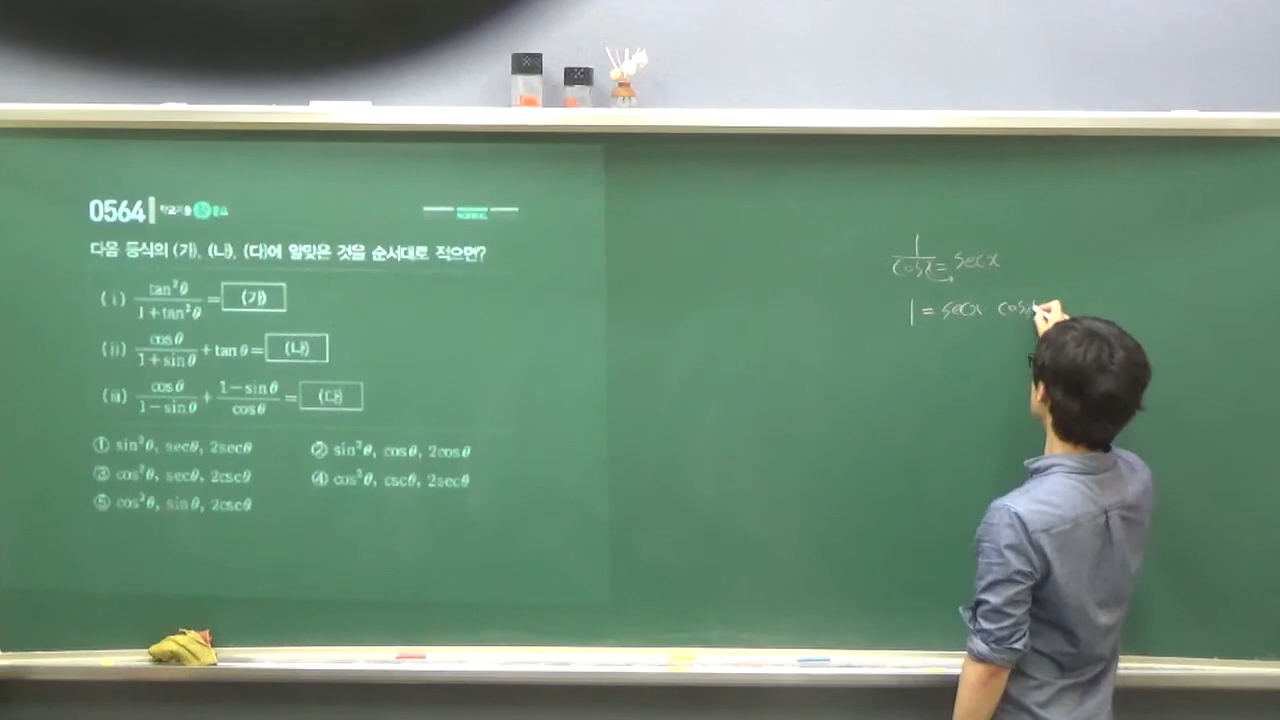 0564
NORMAL
다음 등식의 (가), (나), (다)에 알맞은 것을 순서대로 적으면?
(ⅰ) tan²θ / 1+tan²θ = (가)
(ⅱ) cosθ / 1+sinθ + tanθ = (나)
(ⅲ) cosθ / 1−sinθ + 1−sinθ / cosθ = (다)
① sin²θ, secθ, 2secθ
② sin²θ, cosθ, 2cosθ
③ cos²θ, secθ, 2cscθ
④ cos²θ, cscθ, 2secθ
⑤ cos²θ, sinθ, 2cscθ
1 / cosx = secx
1 = secx · cos